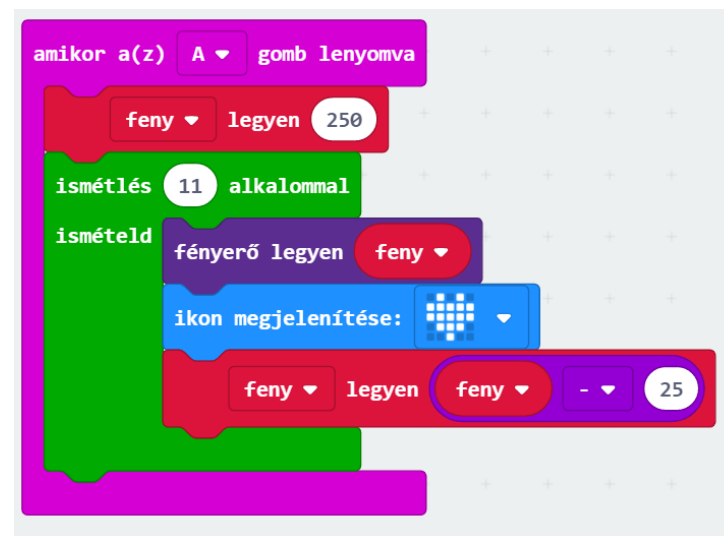 amikor a(z) A gomb lenyomva
feny legyen 250
ismétlés 11 alkalommal
ismételd
fényerő legyen feny
ikon megjelenítése:
feny legyen feny - 25